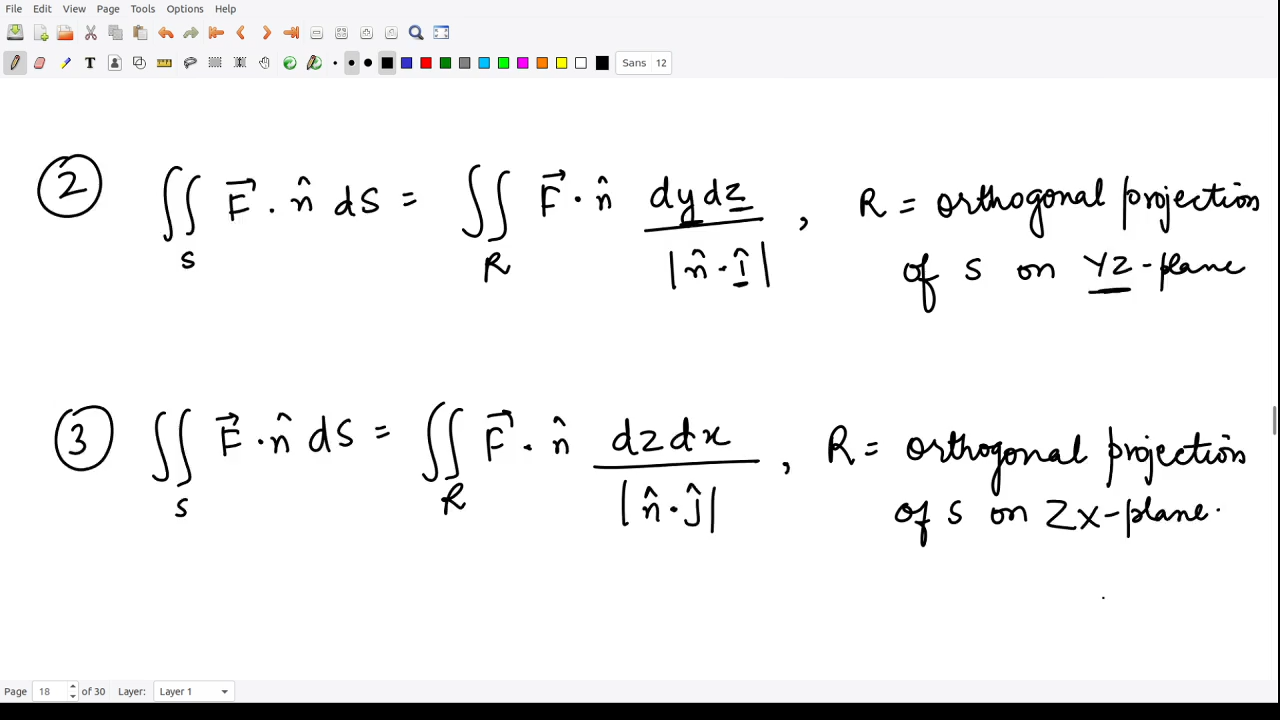 File Edit View Page Tools Options Help
Sans 12
② ∬_S F⃗ · n̂ dS = ∬_R F⃗ · n̂ dydz / |n̂ · î| , R = orthogonal projection
of S on YZ-plane
③ ∬_S F⃗ · n̂ dS = ∬_R F⃗ · n̂ dzdx / |n̂ · ĵ| , R = orthogonal projection
of S on ZX-plane.
Page 18 of 30 Layer: Layer 1